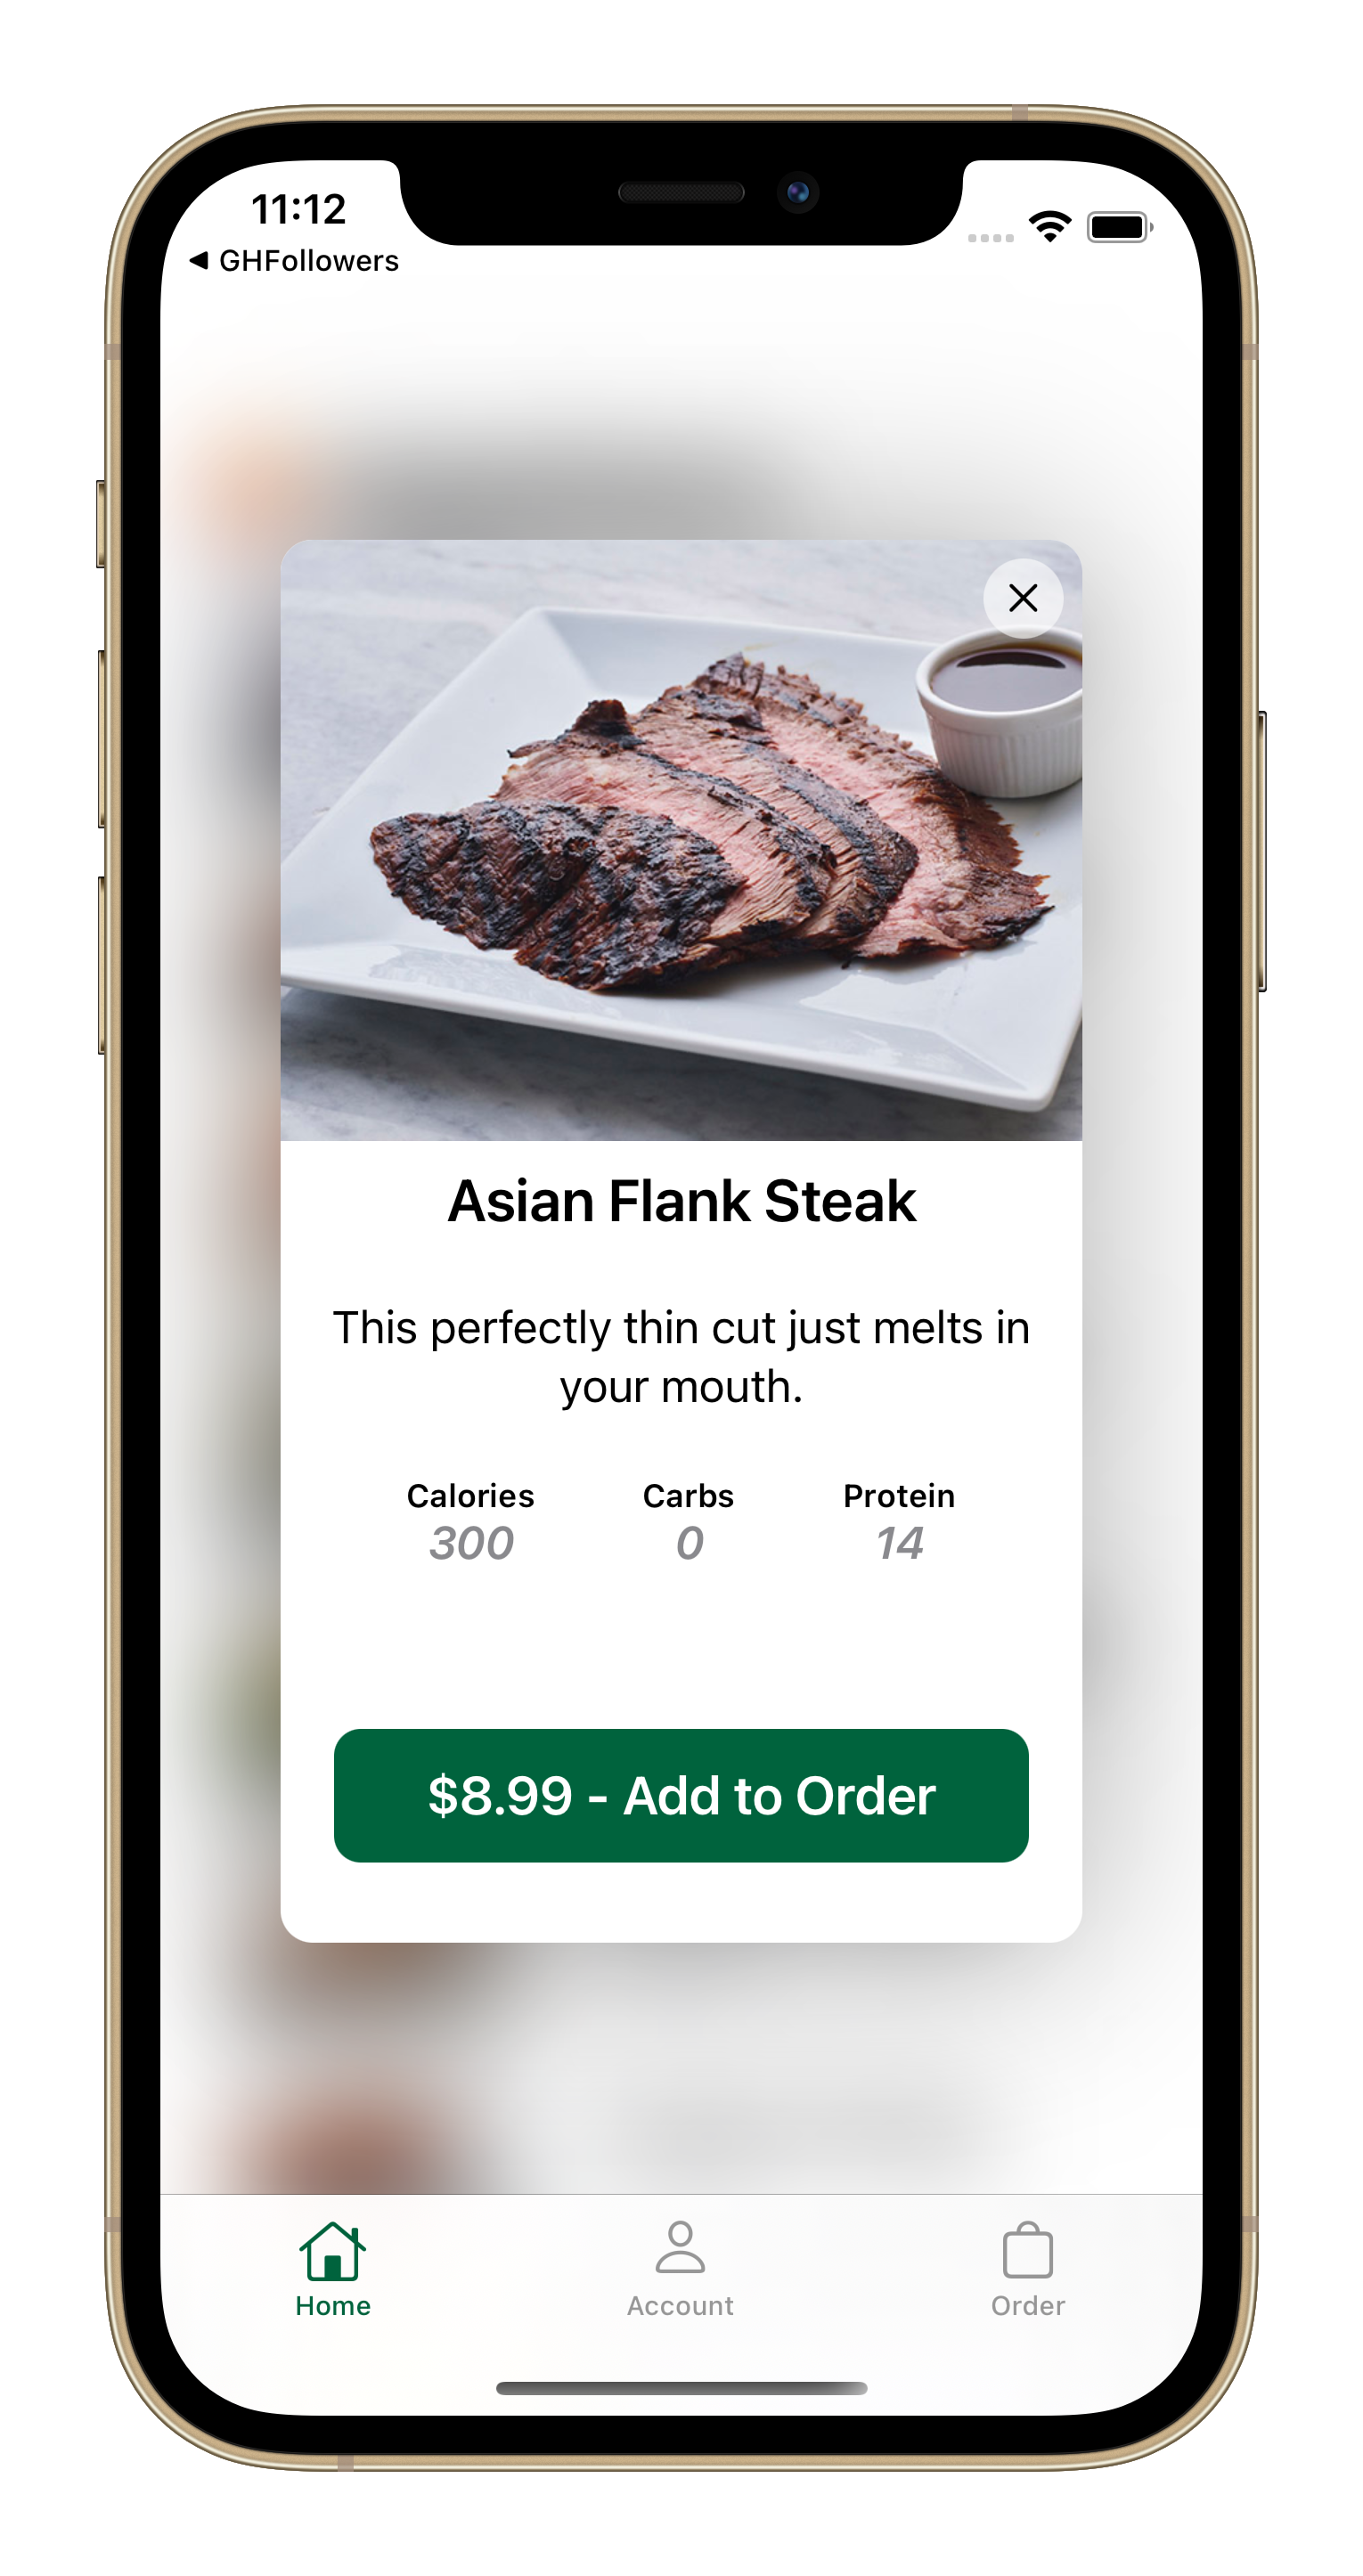 11:12
◀ GHFollowers
Asian Flank Steak
This perfectly thin cut just melts in
your mouth.
Calories Carbs Protein
300 0 14
$8.99 - Add to Order
Home Account Order